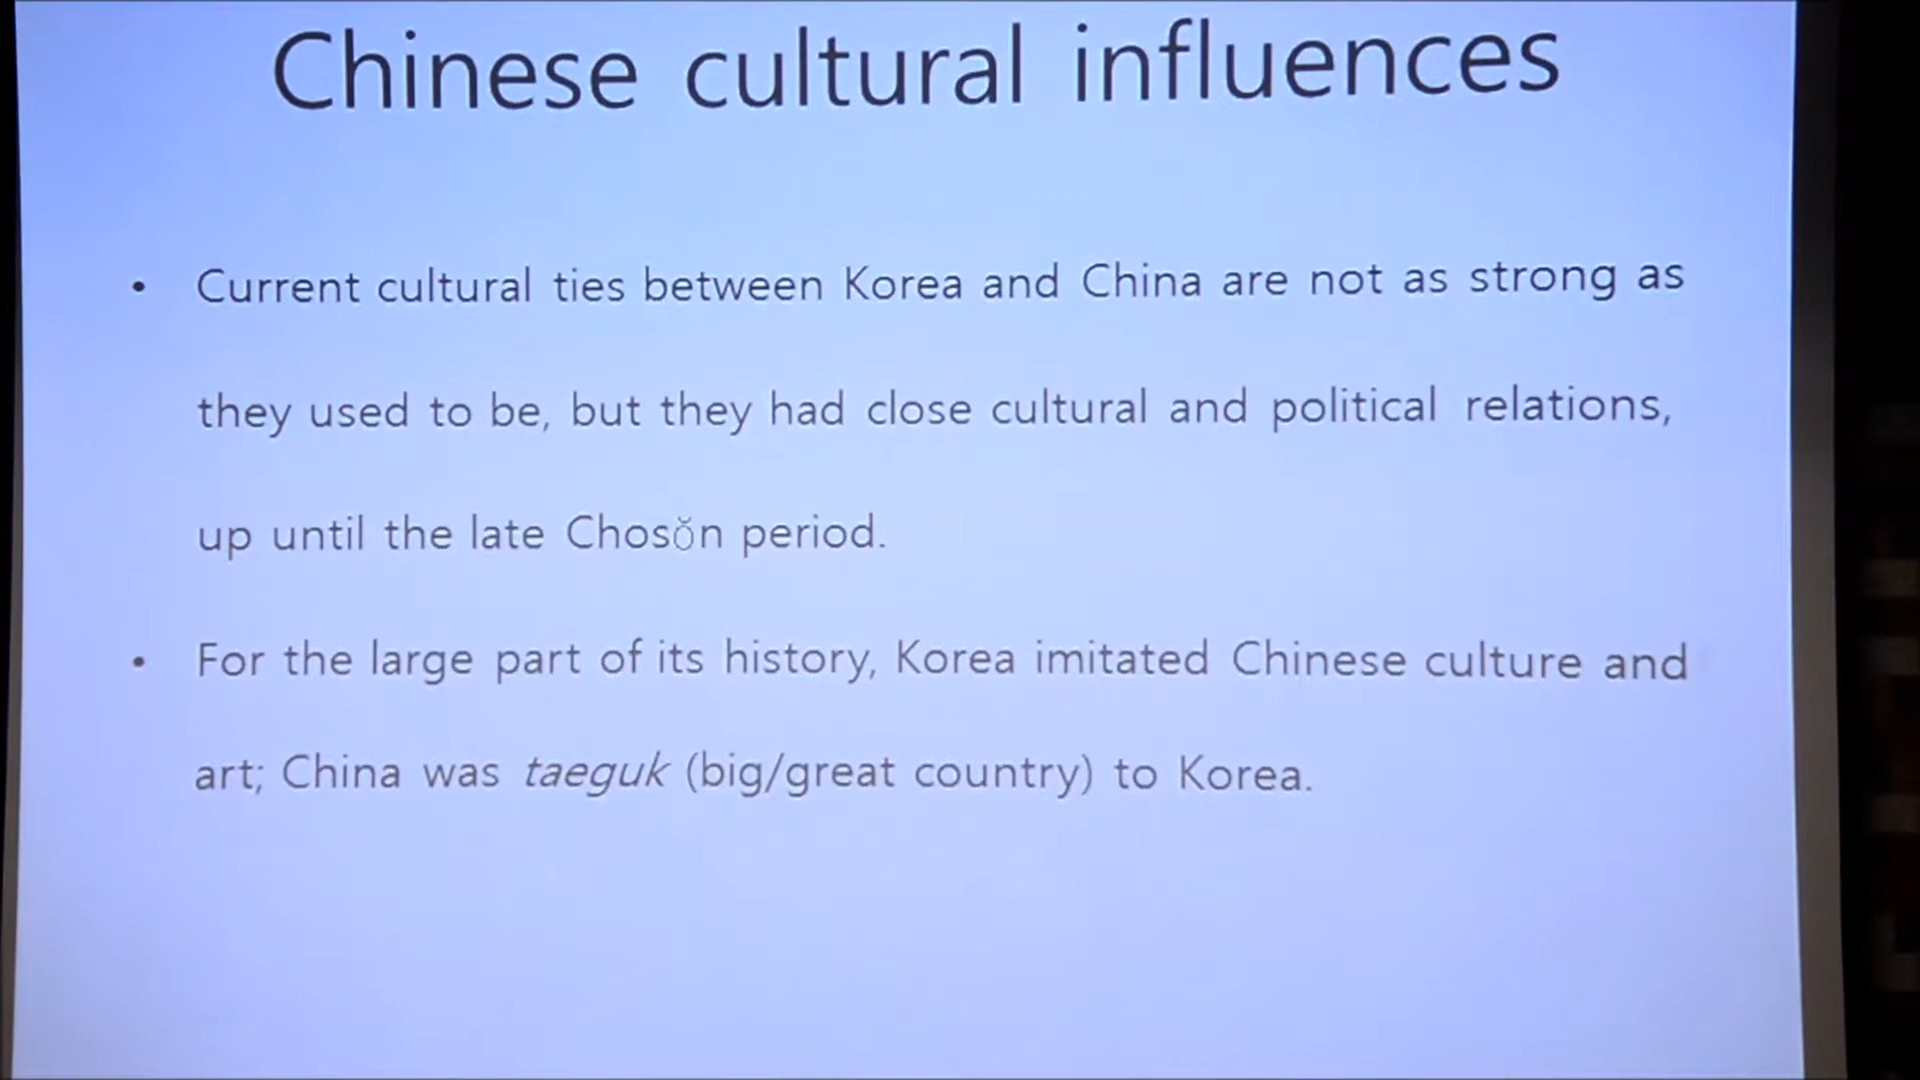 Chinese cultural influences
• Current cultural ties between Korea and China are not as strong as
they used to be, but they had close cultural and political relations,
up until the late Chosŏn period.
• For the large part of its history, Korea imitated Chinese culture and
art; China was taeguk (big/great country) to Korea.